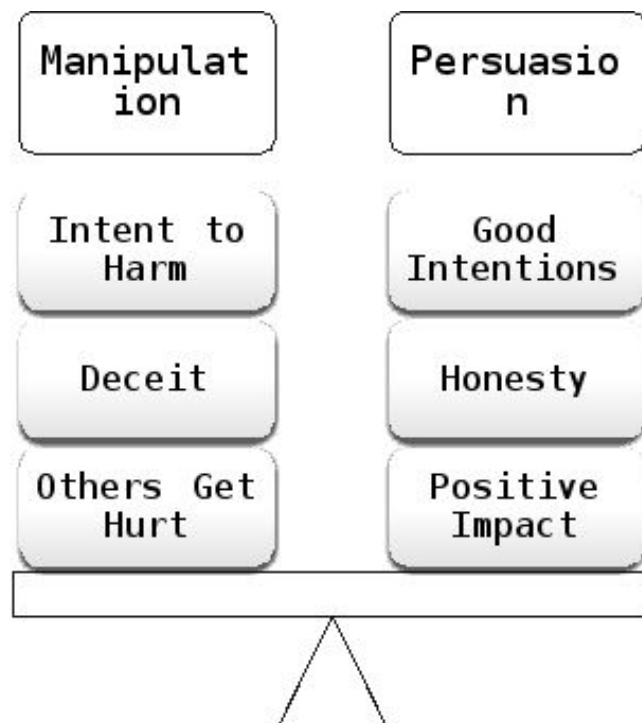 Manipulat
ion
Persuasio
n
Intent to
Harm
Good
Intentions
Deceit
Honesty
Others Get
Hurt
Positive
Impact